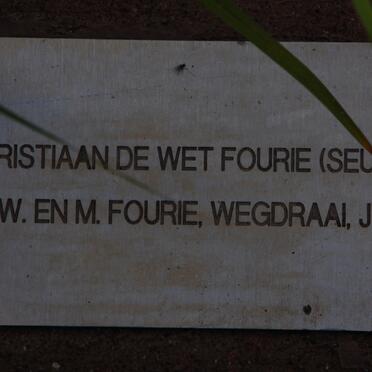 RISTIAAN DE WET FOURIE (SEU
W. EN M. FOURIE, WEGDRAAI, J